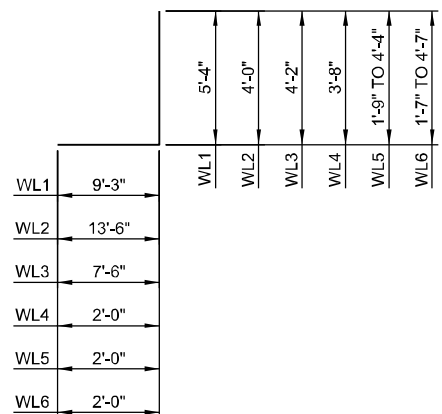 5'-4"
4'-0"
4'-2"
3'-8"
1'-9" TO 4'-4"
1'-7" TO 4'-7"
WL1
WL2
WL3
WL4
WL5
WL6
WL1 9'-3"
WL2 13'-6"
WL3 7'-6"
WL4 2'-0"
WL5 2'-0"
WL6 2'-0"